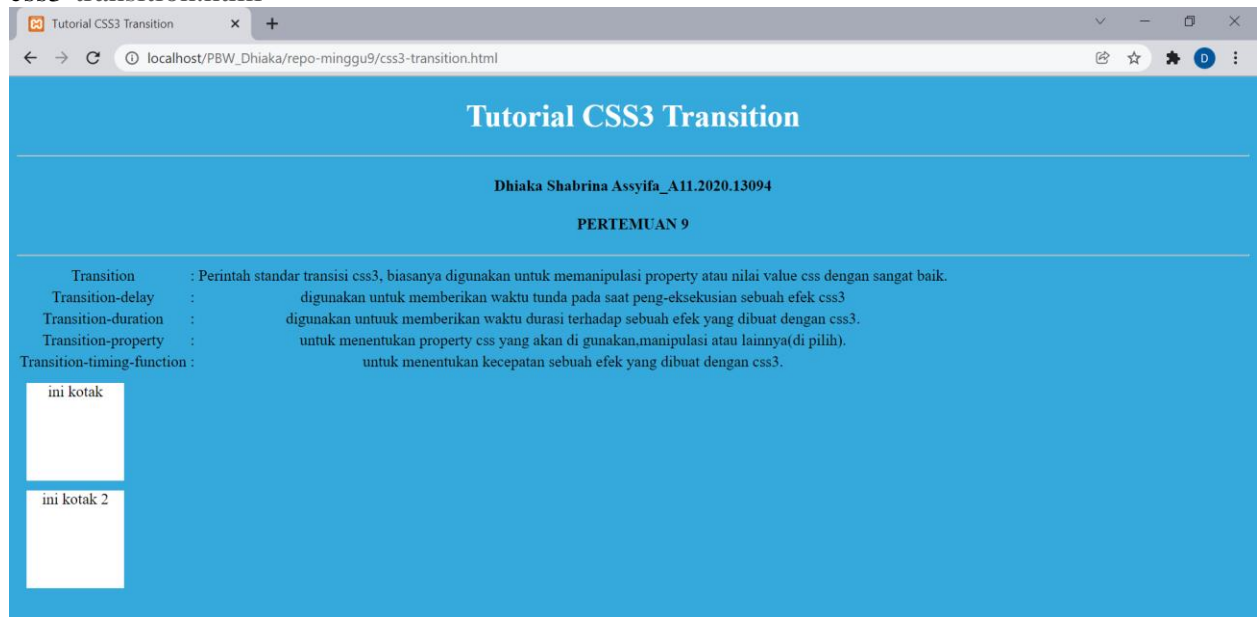 Tutorial CSS3 Transition
localhost/PBW_Dhiaka/repo-minggu9/css3-transition.html
D
Tutorial CSS3 Transition
Dhiaka Shabrina Assyifa_A11.2020.13094
PERTEMUAN 9
Transition : Perintah standar transisi css3, biasanya digunakan untuk memanipulasi property atau nilai value css dengan sangat baik.
Transition-delay : digunakan untuk memberikan waktu tunda pada saat peng-eksekusian sebuah efek css3
Transition-duration : digunakan untuuk memberikan waktu durasi terhadap sebuah efek yang dibuat dengan css3.
Transition-property : untuk menentukan property css yang akan di gunakan,manipulasi atau lainnya(di pilih).
Transition-timing-function : untuk menentukan kecepatan sebuah efek yang dibuat dengan css3.
ini kotak
ini kotak 2